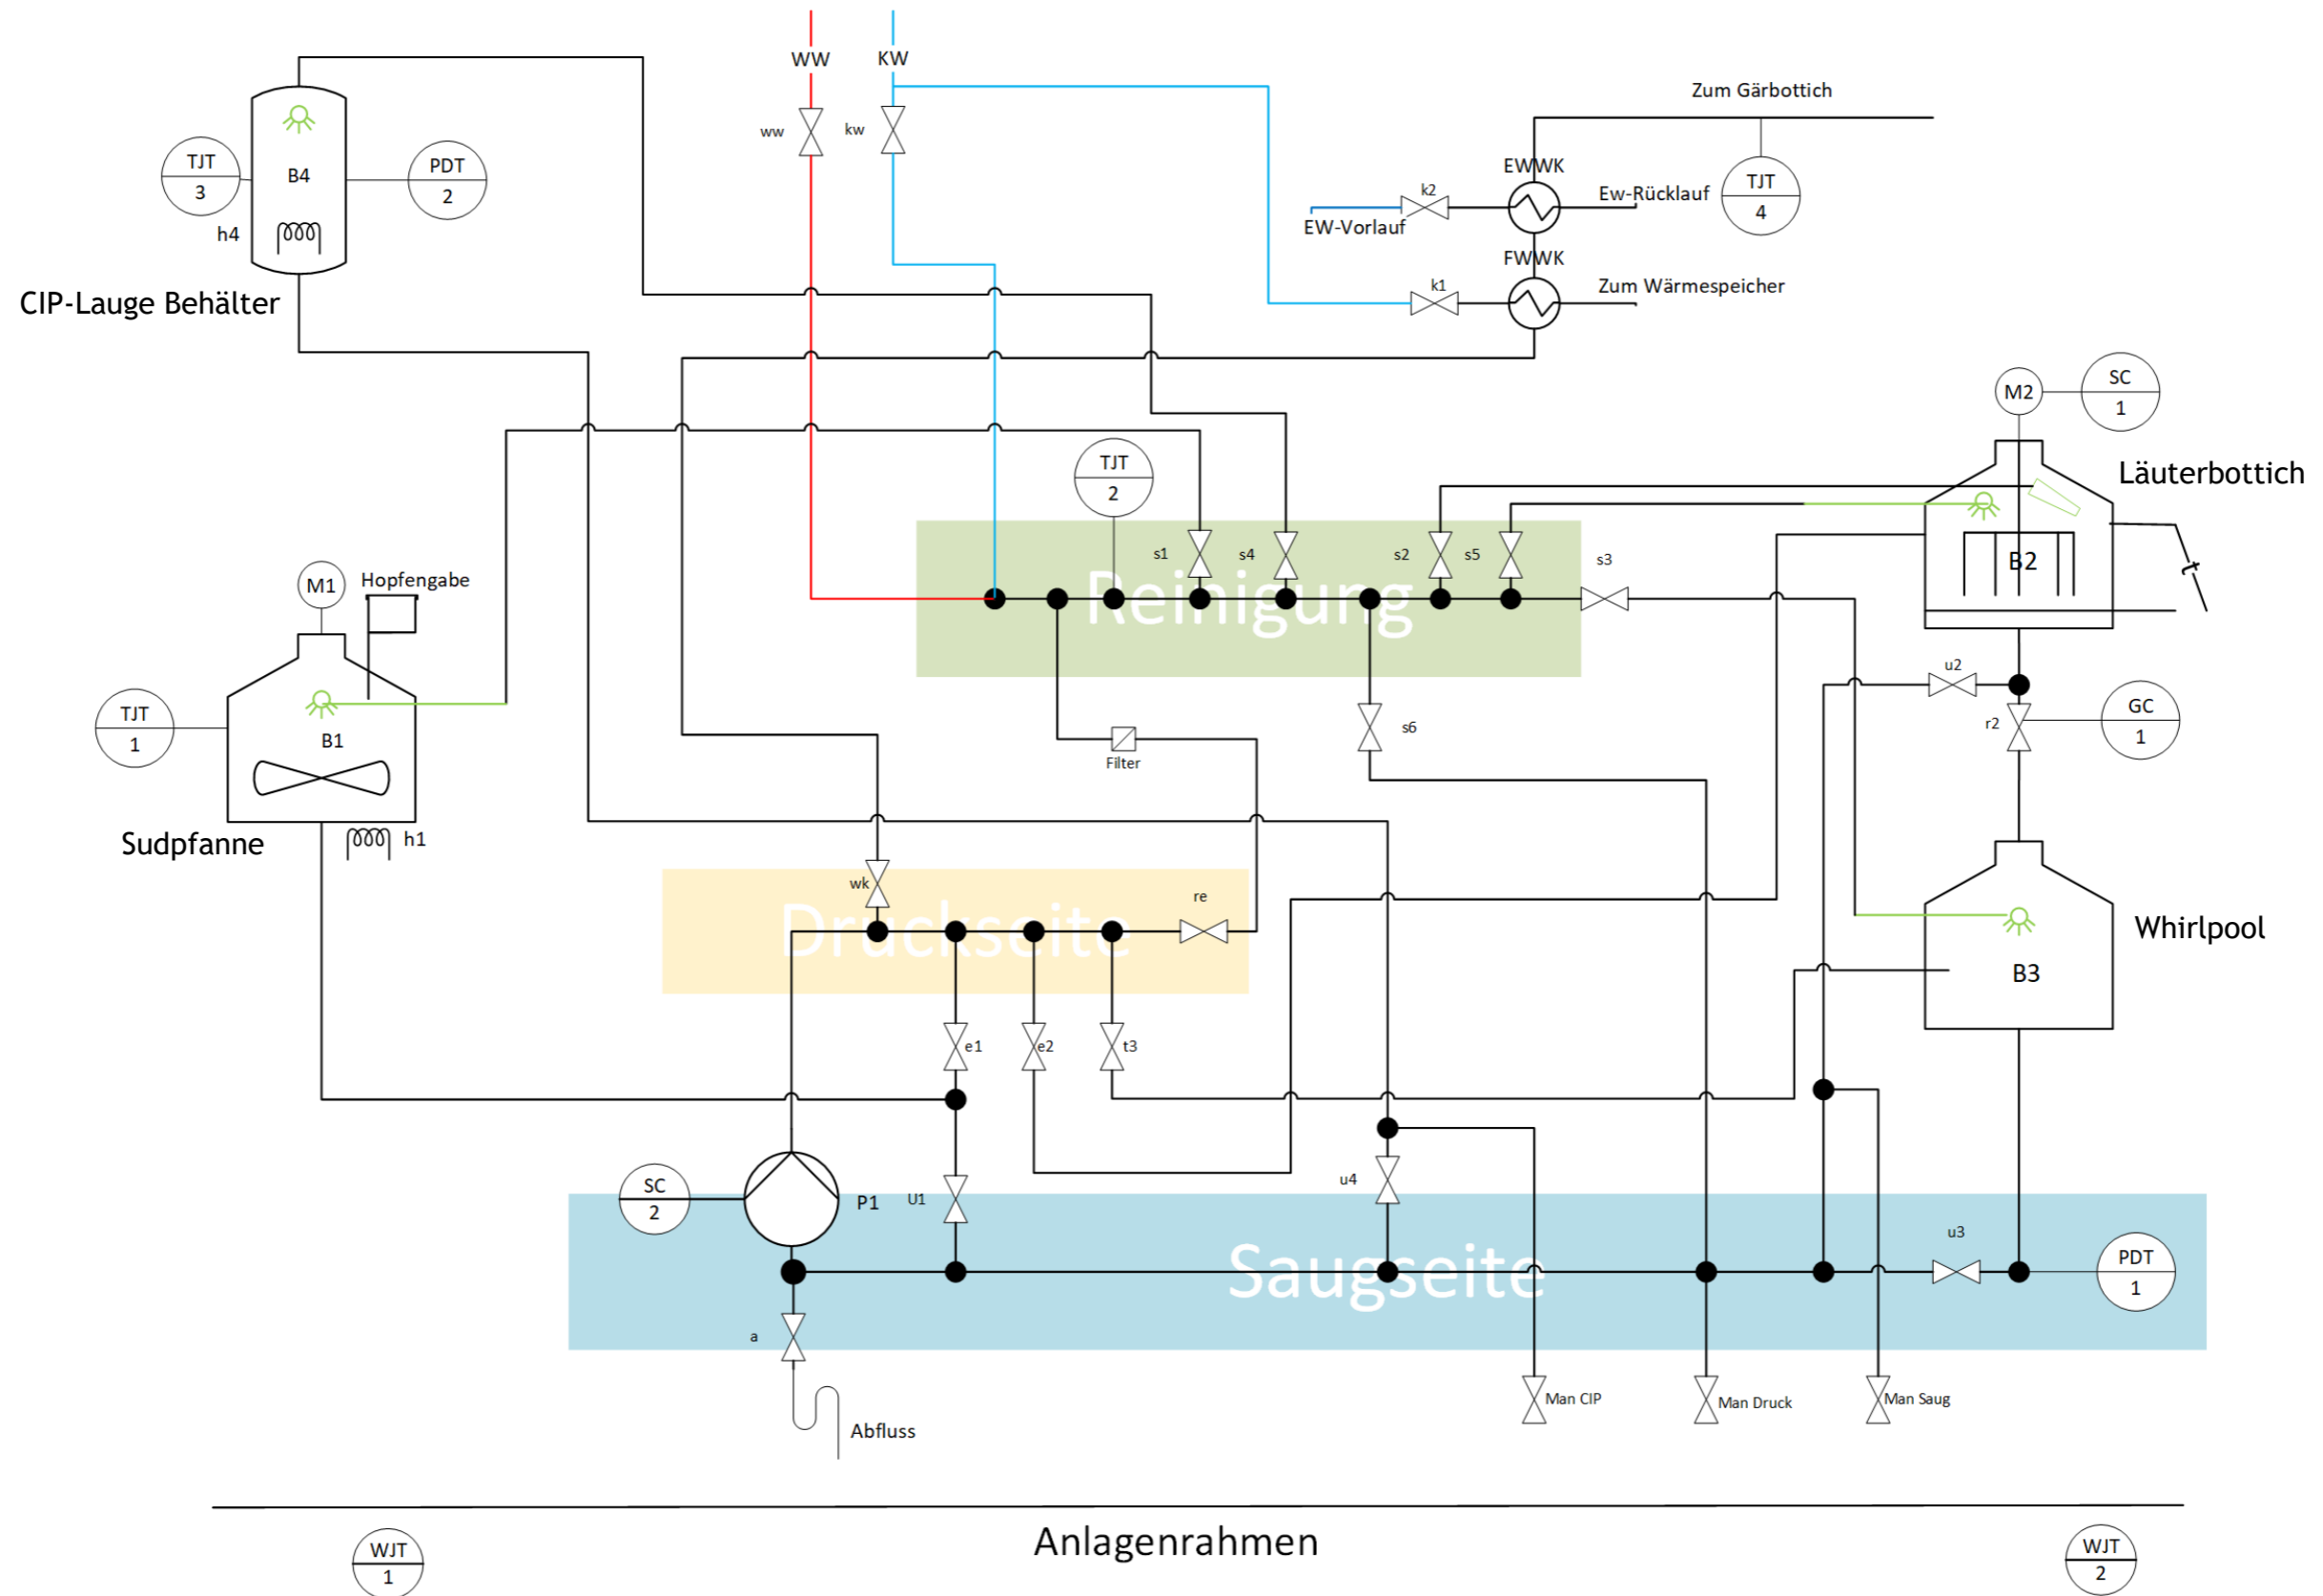 WW
KW
Zum Gärbottich
ww
kw
TJT
3
B4
PDT
2
EWWK
k2
Ew-Rücklauf
TJT
4
EW-Vorlauf
h4
FWWK
k1
Zum Wärmespeicher
CIP-Lauge Behälter
M2
SC
1
TJT
2
Läuterbottich
s1
s4
s2
s5
s3
B2
Reinigung
M1
Hopfengabe
u2
GC
1
r2
TJT
1
B1
s6
Filter
Sudpfanne
h1
wk
re
Druckseite
Whirlpool
B3
e1
e2
t3
SC
2
P1
U1
u4
u3
Saugseite
PDT
1
a
Man CIP
Man Druck
Man Saug
Abfluss
Anlagenrahmen
WJT
1
WJT
2